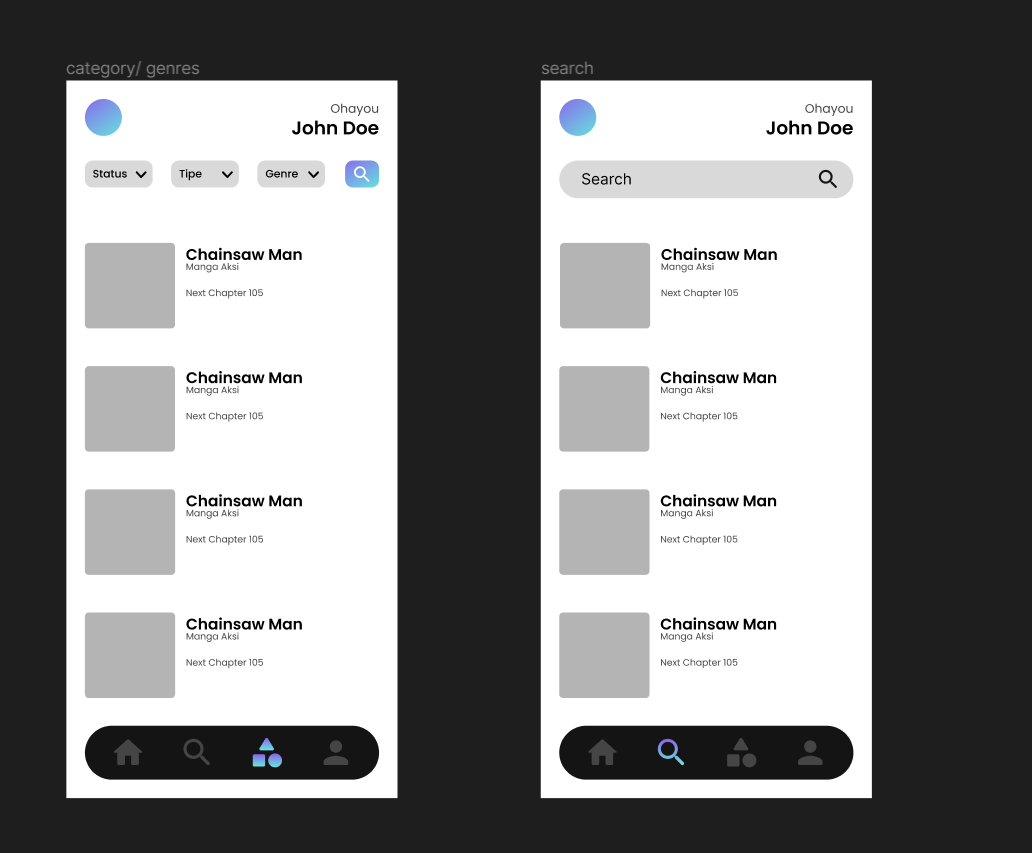 category/ genres
Ohayou
John Doe
Status
Tipe
Genre
Chainsaw Man
Manga Aksi
Next Chapter 105
Chainsaw Man
Manga Aksi
Next Chapter 105
Chainsaw Man
Manga Aksi
Next Chapter 105
Chainsaw Man
Manga Aksi
Next Chapter 105
search
Ohayou
John Doe
Search
Chainsaw Man
Manga Aksi
Next Chapter 105
Chainsaw Man
Manga Aksi
Next Chapter 105
Chainsaw Man
Manga Aksi
Next Chapter 105
Chainsaw Man
Manga Aksi
Next Chapter 105